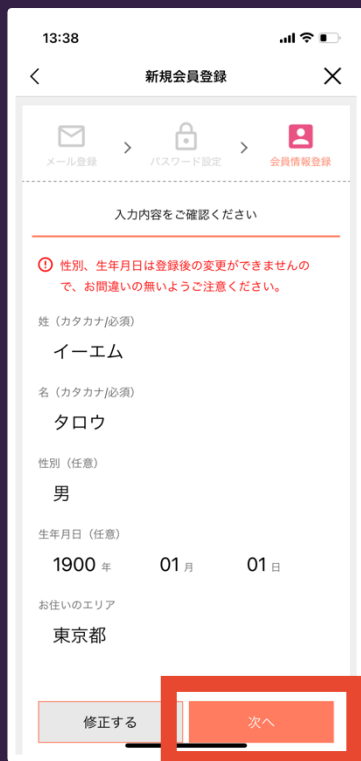 13:38
新規会員登録
メール登録
パスワード設定
会員情報登録
入力内容をご確認ください
性別、生年月日は登録後の変更ができませんの
で、お間違いの無いようご注意ください。
姓（カタカナ/必須）
イーエム
名（カタカナ/必須）
タロウ
性別（任意）
男
生年月日（任意）
1900 年 01 月 01 日
お住いのエリア
東京都
修正する
次へ